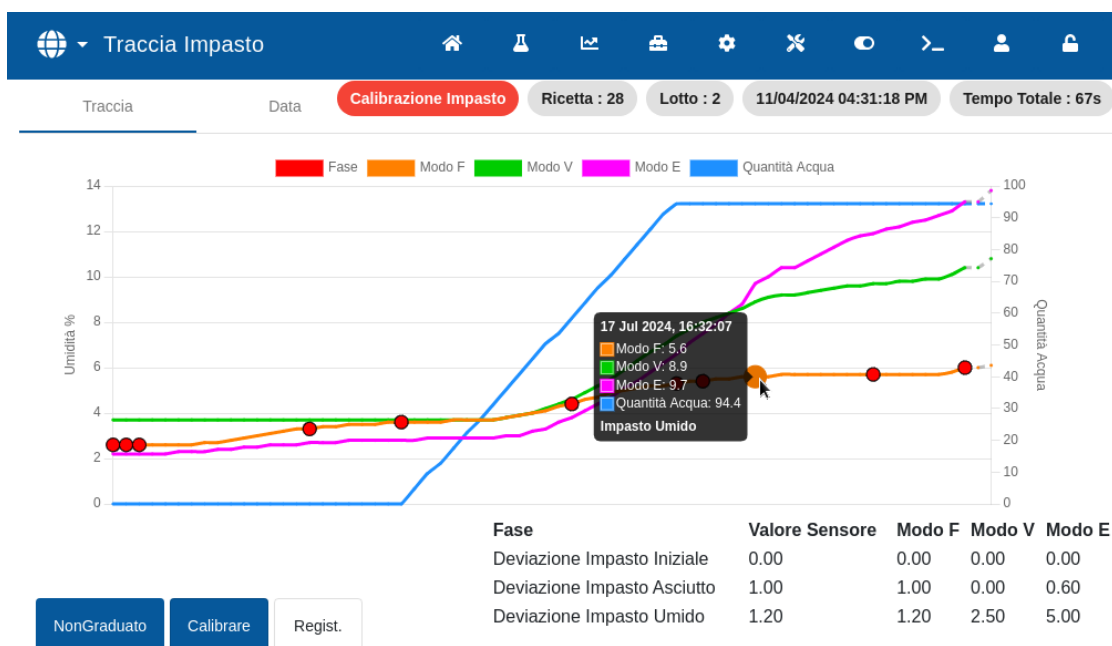 Traccia Impasto
Traccia
Data
Calibrazione Impasto
Ricetta : 28
Lotto : 2
11/04/2024 04:31:18 PM
Tempo Totale : 67s
Fase
Modo F
Modo V
Modo E
Quantità Acqua
14
12
10
8
6
4
2
0
Umidità %
100
90
80
70
60
50
40
30
20
10
0
Quantità Acqua
17 Jul 2024, 16:32:07
Modo F: 5.6
Modo V: 8.9
Modo E: 9.7
Quantità Acqua: 94.4
Impasto Umido
Fase Valore Sensore Modo F Modo V Modo E
Deviazione Impasto Iniziale 0.00 0.00 0.00 0.00
Deviazione Impasto Asciutto 1.00 1.00 0.00 0.60
Deviazione Impasto Umido 1.20 1.20 2.50 5.00
NonGraduato
Calibrare
Regist.